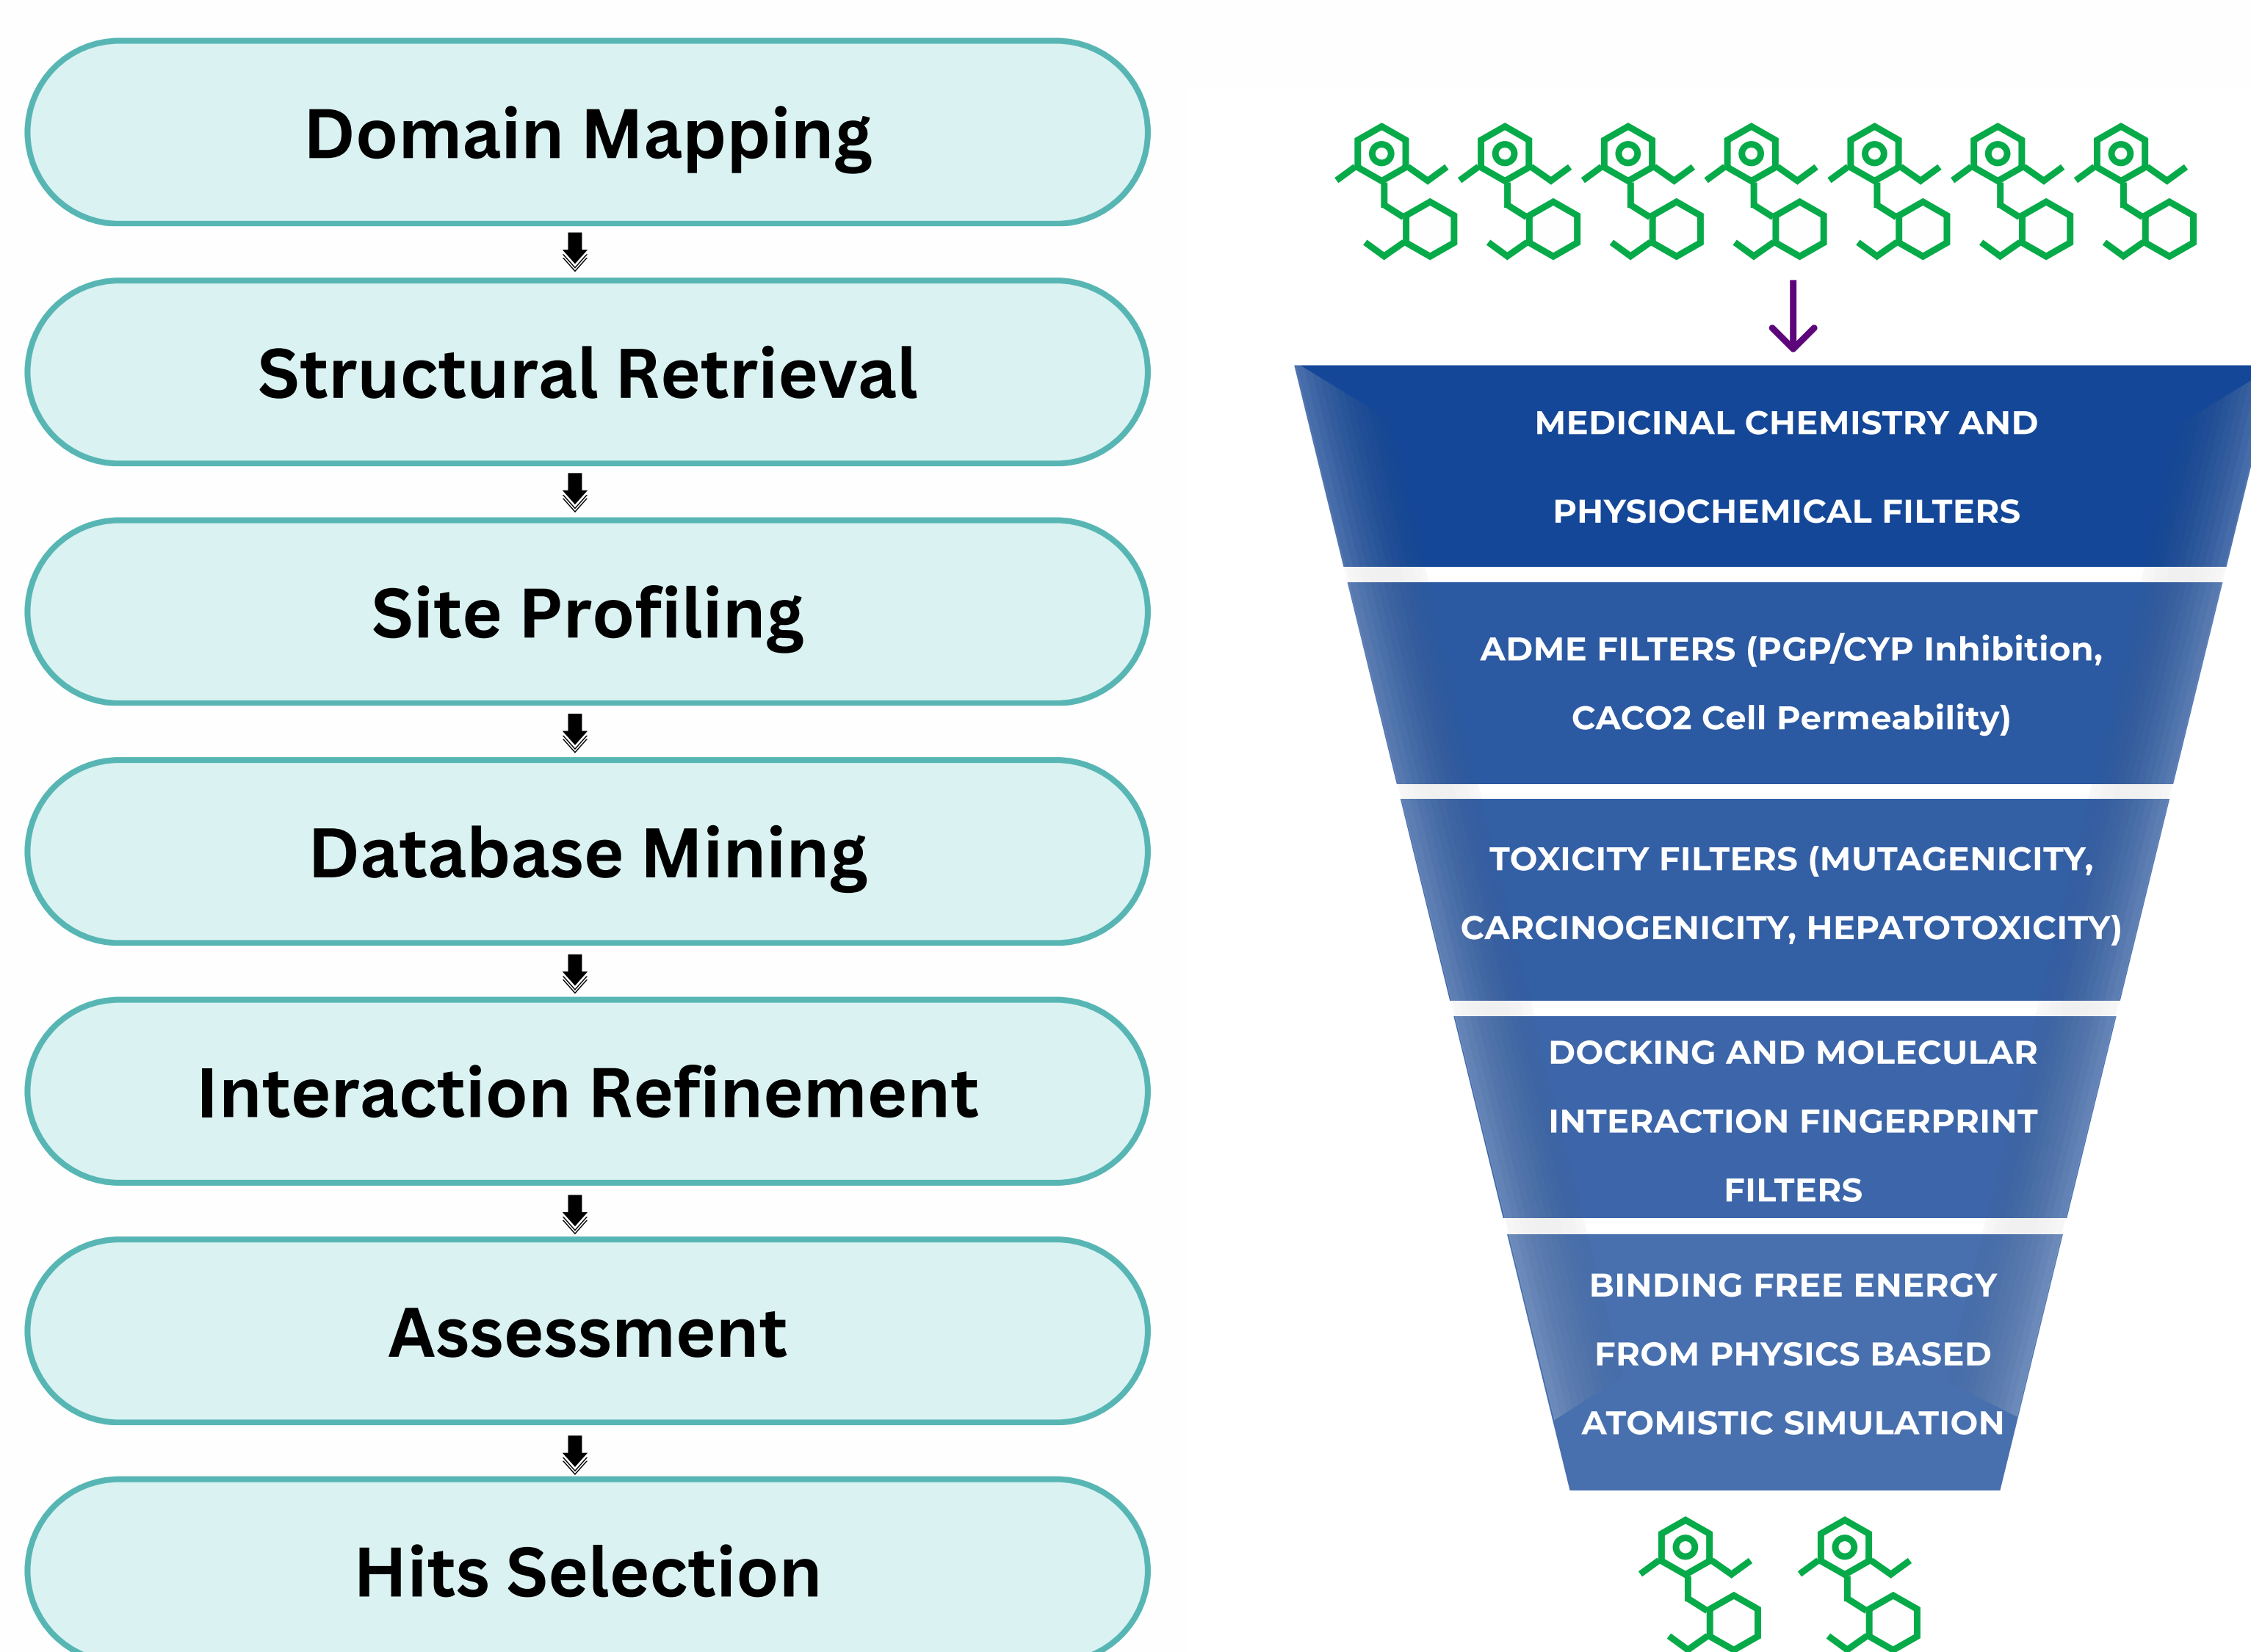 Domain Mapping
Structural Retrieval
Site Profiling
Database Mining
Interaction Refinement
Assessment
Hits Selection
MEDICINAL CHEMISTRY AND
PHYSIOCHEMICAL FILTERS
ADME FILTERS (PGP/CYP Inhibition,
CACO2 Cell Permeability)
TOXICITY FILTERS (MUTAGENICITY,
CARCINOGENICITY, HEPATOTOXICITY)
DOCKING AND MOLECULAR
INTERACTION FINGERPRINT
FILTERS
BINDING FREE ENERGY
FROM PHYSICS BASED
ATOMISTIC SIMULATION